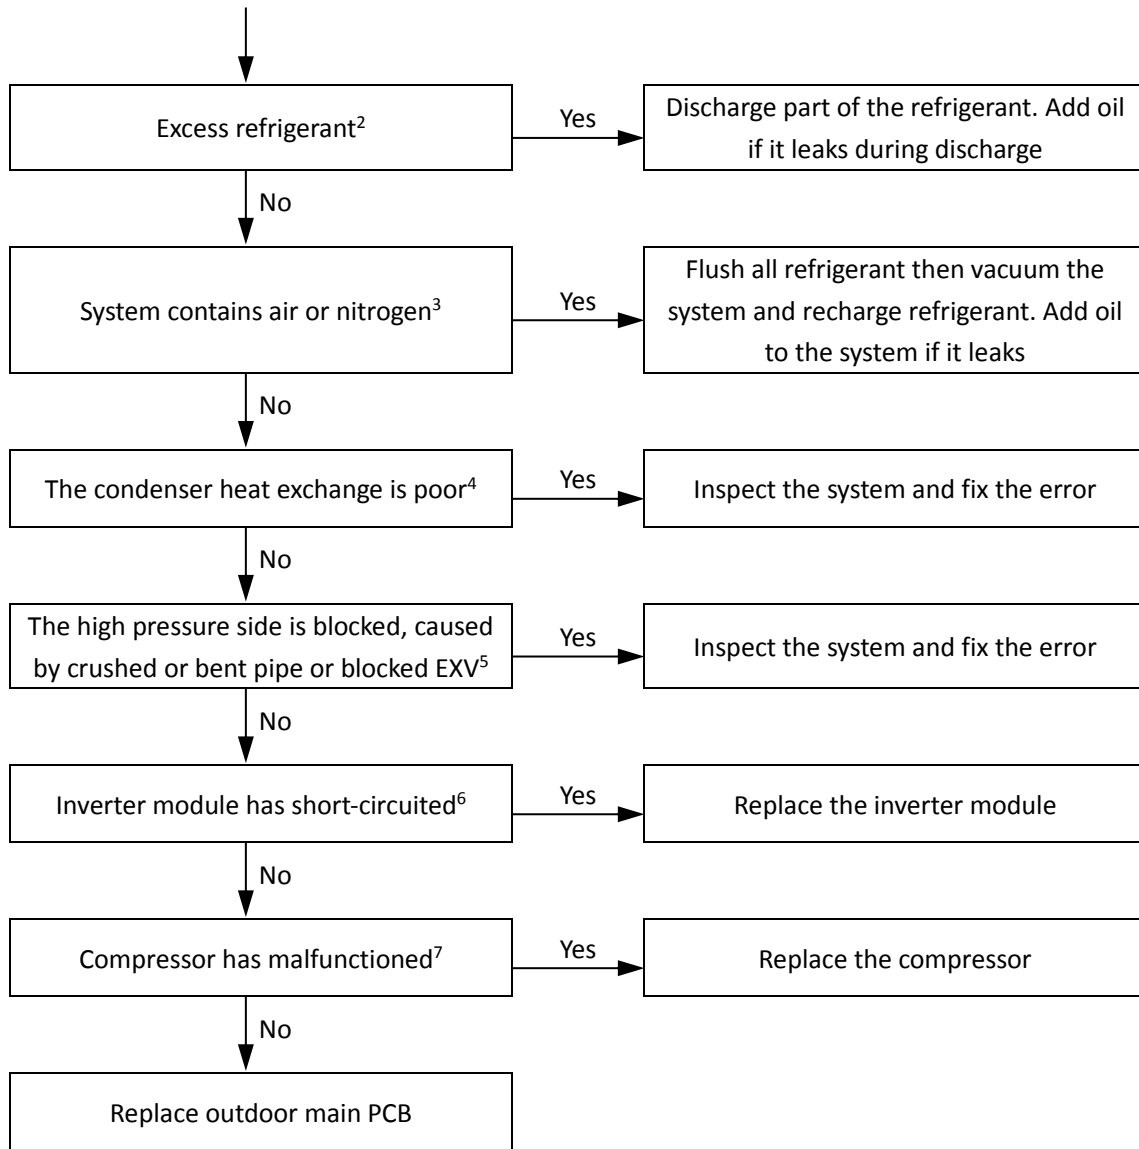 Excess refrigerant²
Yes
Discharge part of the refrigerant. Add oil
if it leaks during discharge
No
System contains air or nitrogen³
Yes
Flush all refrigerant then vacuum the
system and recharge refrigerant. Add oil
to the system if it leaks
No
The condenser heat exchange is poor⁴
Yes
Inspect the system and fix the error
No
The high pressure side is blocked, caused
by crushed or bent pipe or blocked EXV⁵
Yes
Inspect the system and fix the error
No
Inverter module has short-circuited⁶
Yes
Replace the inverter module
No
Compressor has malfunctioned⁷
Yes
Replace the compressor
No
Replace outdoor main PCB